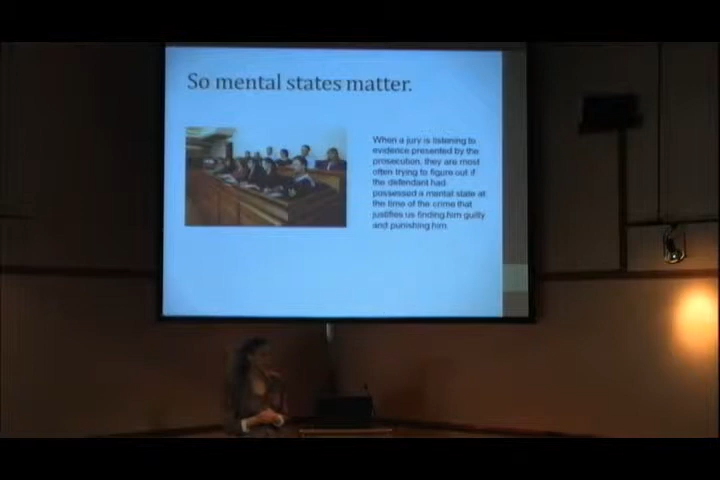 So mental states matter.
When a jury is listening to
evidence presented by the
prosecution, they are most
often trying to figure out if
the defendant had
possessed a mental state at
the time of the crime that
justifies us finding him guilty
and punishing him.